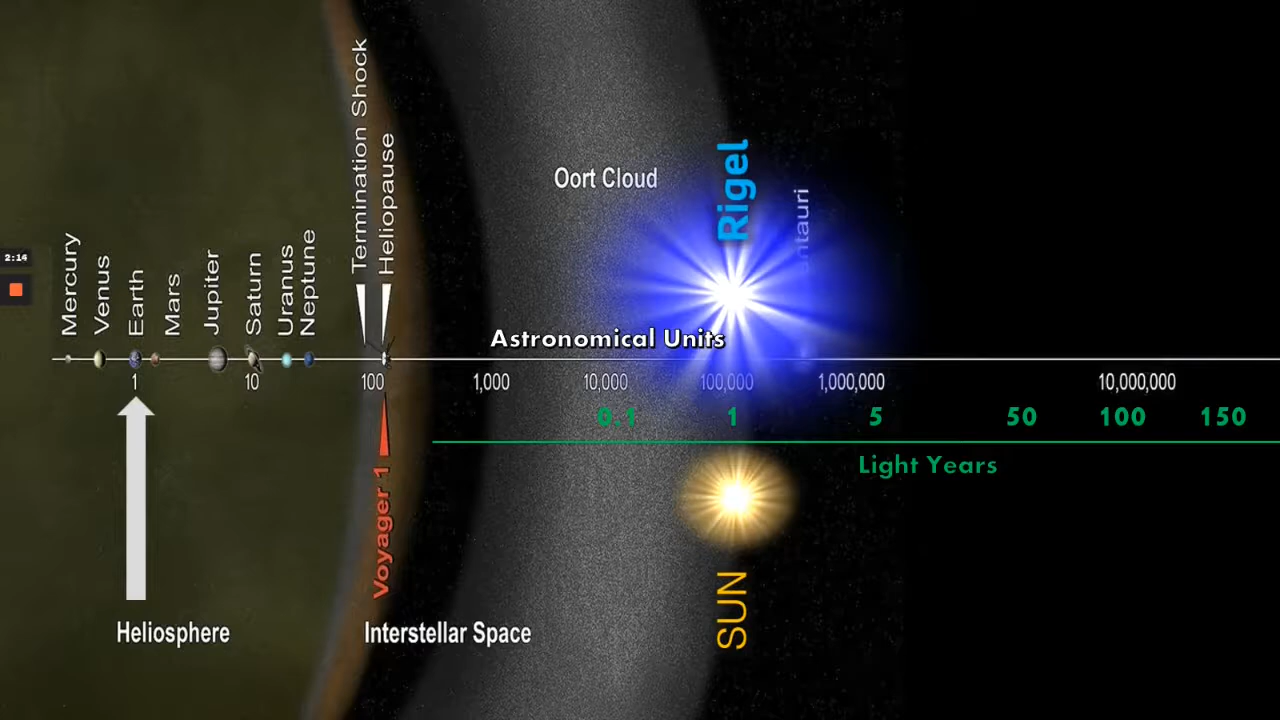 2:14
Mercury
Venus
Earth
Mars
Jupiter
Saturn
Uranus
Neptune
Termination Shock
Heliopause
Oort Cloud
Rigel
Astronomical Units
1
10
100
1,000
10,000
100,000
1,000,000
10,000,000
0.1
1
5
50
100
150
Light Years
Voyager 1
SUN
Heliosphere
Interstellar Space